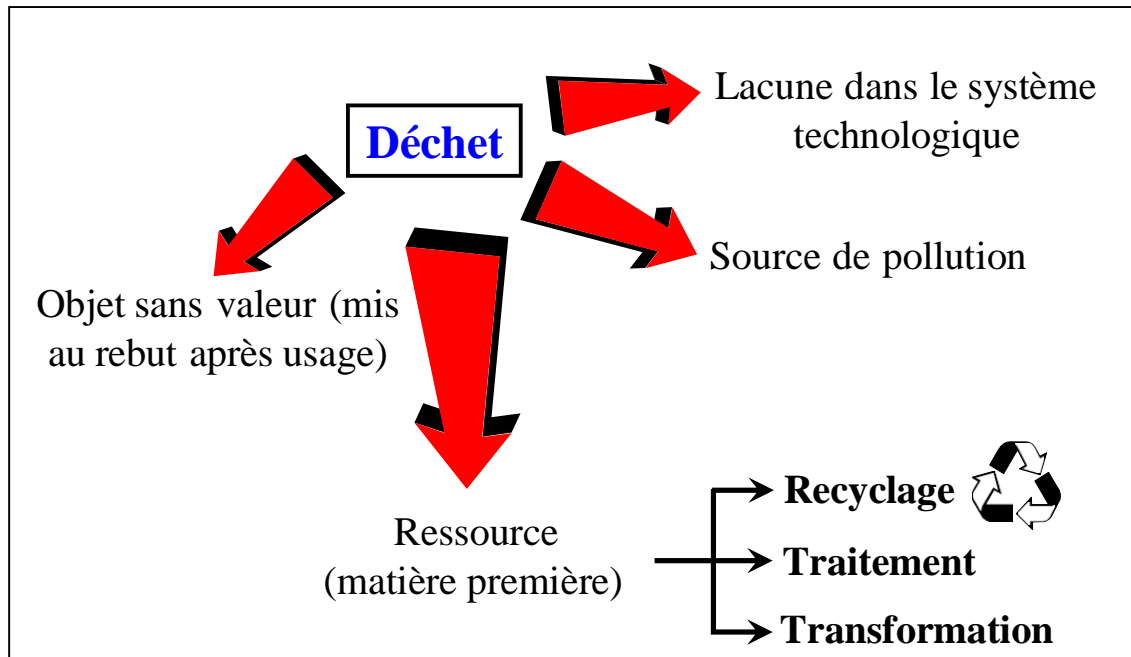 Déchet
Lacune dans le système
technologique
Source de pollution
Objet sans valeur (mis
au rebut après usage)
Ressource
(matière première)
Recyclage
Traitement
Transformation